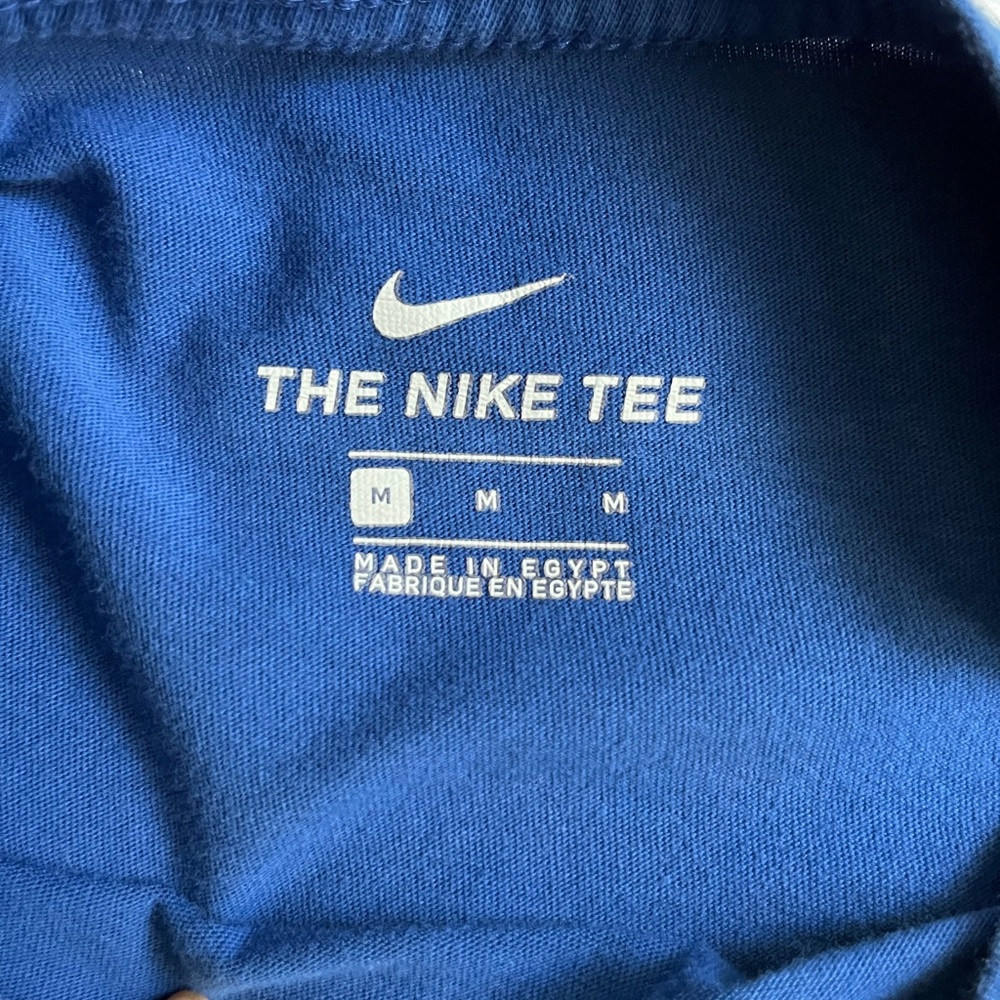 THE NIKE TEE
M M M
MADE IN EGYPT
FABRIQUE EN EGYPTE